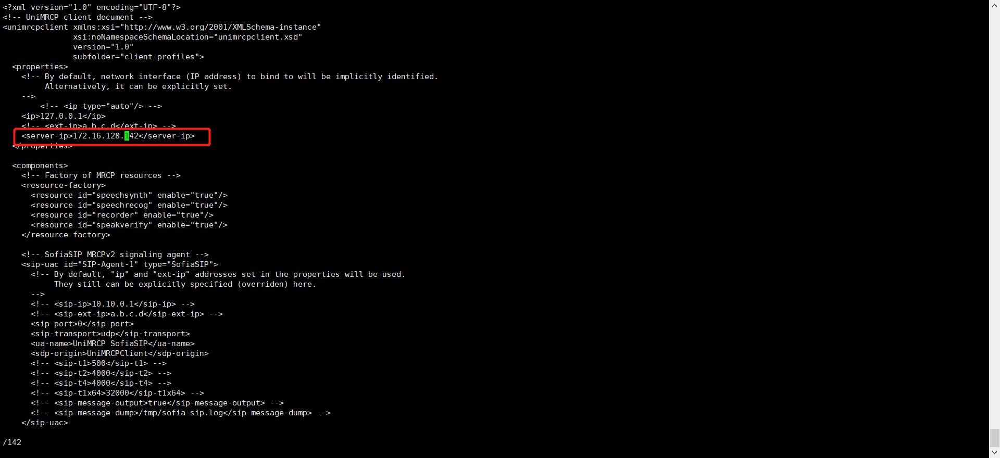 <?xml version="1.0" encoding="UTF-8"?>
<!-- UniMRCP client document -->
<unimrcpclient xmlns:xsi="http://www.w3.org/2001/XMLSchema-instance"
               xsi:noNamespaceSchemaLocation="unimrcpclient.xsd"
               version="1.0"
               subfolder="client-profiles">
  <properties>
    <!-- By default, network interface (IP address) to bind to will be implicitly identified.
         Alternatively, it can be explicitly set.
    -->
        <!-- <ip type="auto"/> -->
    <ip>127.0.0.1</ip>
    <!-- <ext-ip>a.b.c.d</ext-ip> -->
    <server-ip>172.16.128.142</server-ip>
  </properties>
  <components>
    <!-- Factory of MRCP resources -->
    <resource-factory>
      <resource id="speechsynth" enable="true"/>
      <resource id="speechrecog" enable="true"/>
      <resource id="recorder" enable="true"/>
      <resource id="speakverify" enable="true"/>
    </resource-factory>
    <!-- SofiaSIP MRCPv2 signaling agent -->
    <sip-uac id="SIP-Agent-1" type="SofiaSIP">
      <!-- By default, "ip" and "ext-ip" addresses set in the properties will be used.
           They still can be explicitly specified (overriden) here.
      -->
      <!-- <sip-ip>10.10.0.1</sip-ip> -->
      <!-- <sip-ext-ip>a.b.c.d</sip-ext-ip> -->
      <sip-port>0</sip-port>
      <sip-transport>udp</sip-transport>
      <ua-name>UniMRCP SofiaSIP</ua-name>
      <sdp-origin>UniMRCPClient</sdp-origin>
      <!-- <sip-t1>500</sip-t1> -->
      <!-- <sip-t2>4000</sip-t2> -->
      <!-- <sip-t4>4000</sip-t4> -->
      <!-- <sip-t1x64>32000</sip-t1x64> -->
      <!-- <sip-message-output>true</sip-message-output> -->
      <!-- <sip-message-dump>/tmp/sofia-sip.log</sip-message-dump> -->
    </sip-uac>
/142